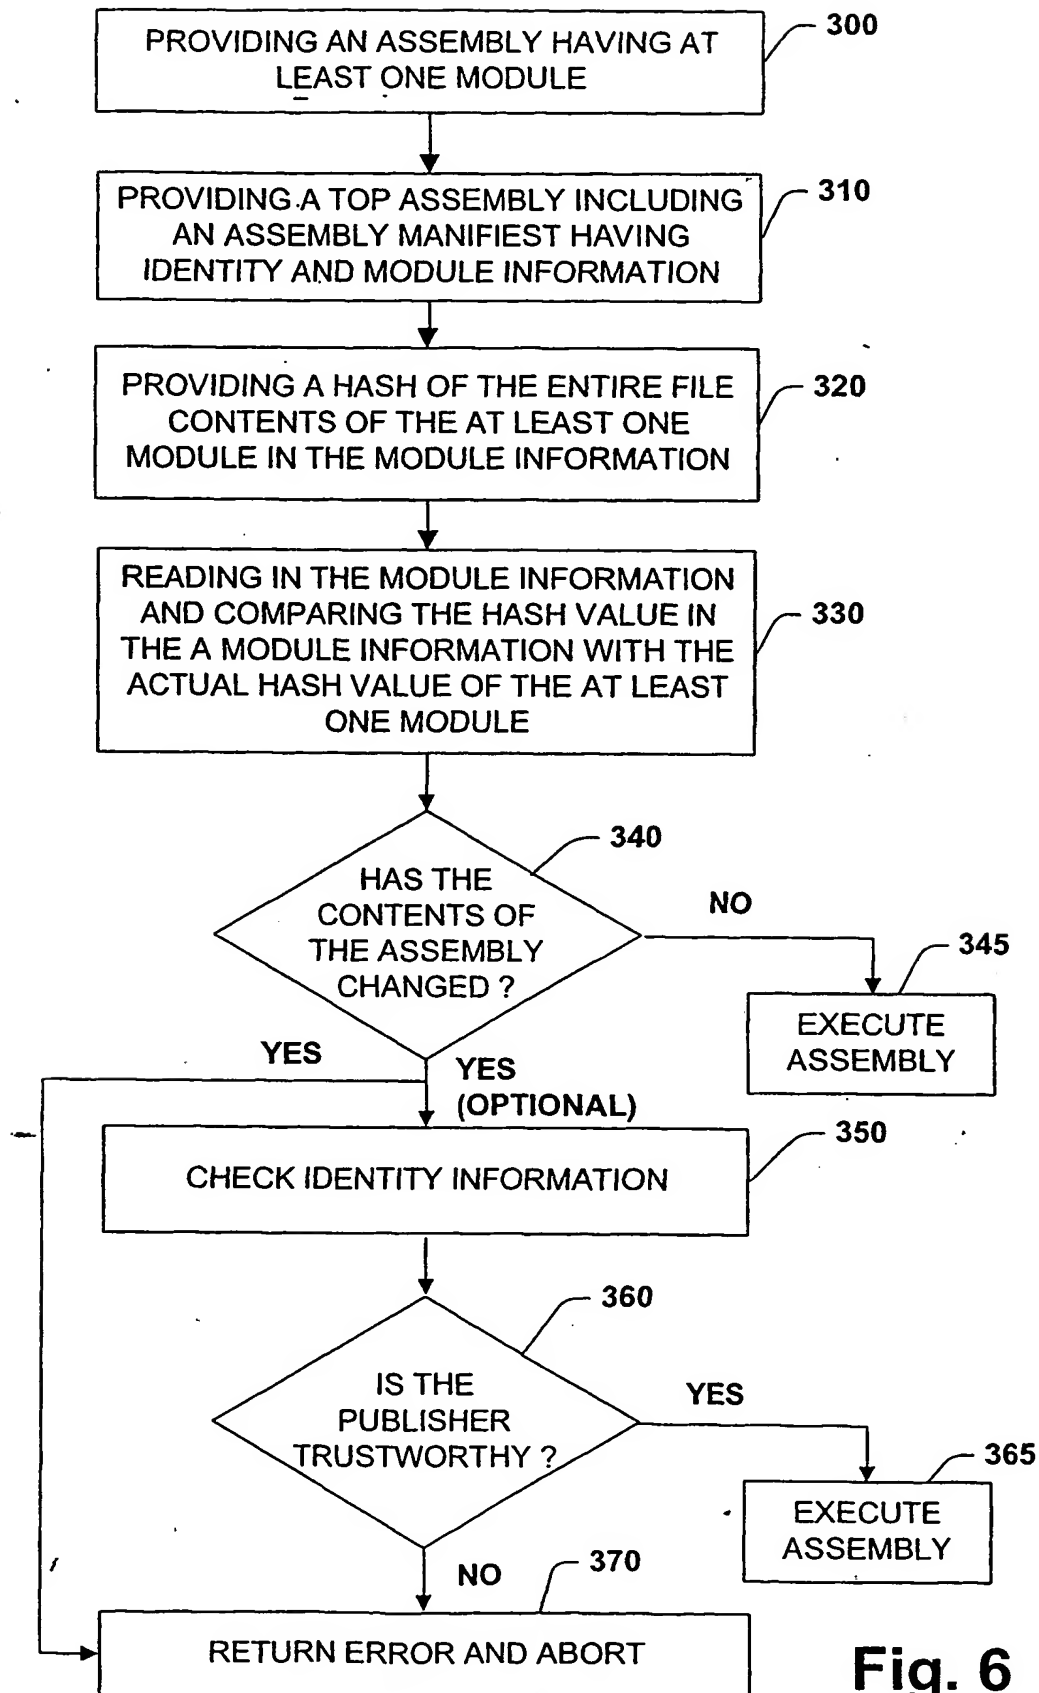 PROVIDING AN ASSEMBLY HAVING AT
LEAST ONE MODULE
300
PROVIDING A TOP ASSEMBLY INCLUDING
AN ASSEMBLY MANIFIEST HAVING
IDENTITY AND MODULE INFORMATION
310
PROVIDING A HASH OF THE ENTIRE FILE
CONTENTS OF THE AT LEAST ONE
MODULE IN THE MODULE INFORMATION
320
READING IN THE MODULE INFORMATION
AND COMPARING THE HASH VALUE IN
THE A MODULE INFORMATION WITH THE
ACTUAL HASH VALUE OF THE AT LEAST
ONE MODULE
330
HAS THE
CONTENTS OF
THE ASSEMBLY
CHANGED ?
340
NO
345
EXECUTE
ASSEMBLY
YES
YES
(OPTIONAL)
350
CHECK IDENTITY INFORMATION
360
IS THE
PUBLISHER
TRUSTWORTHY ?
YES
365
EXECUTE
ASSEMBLY
NO
370
RETURN ERROR AND ABORT
Fig. 6